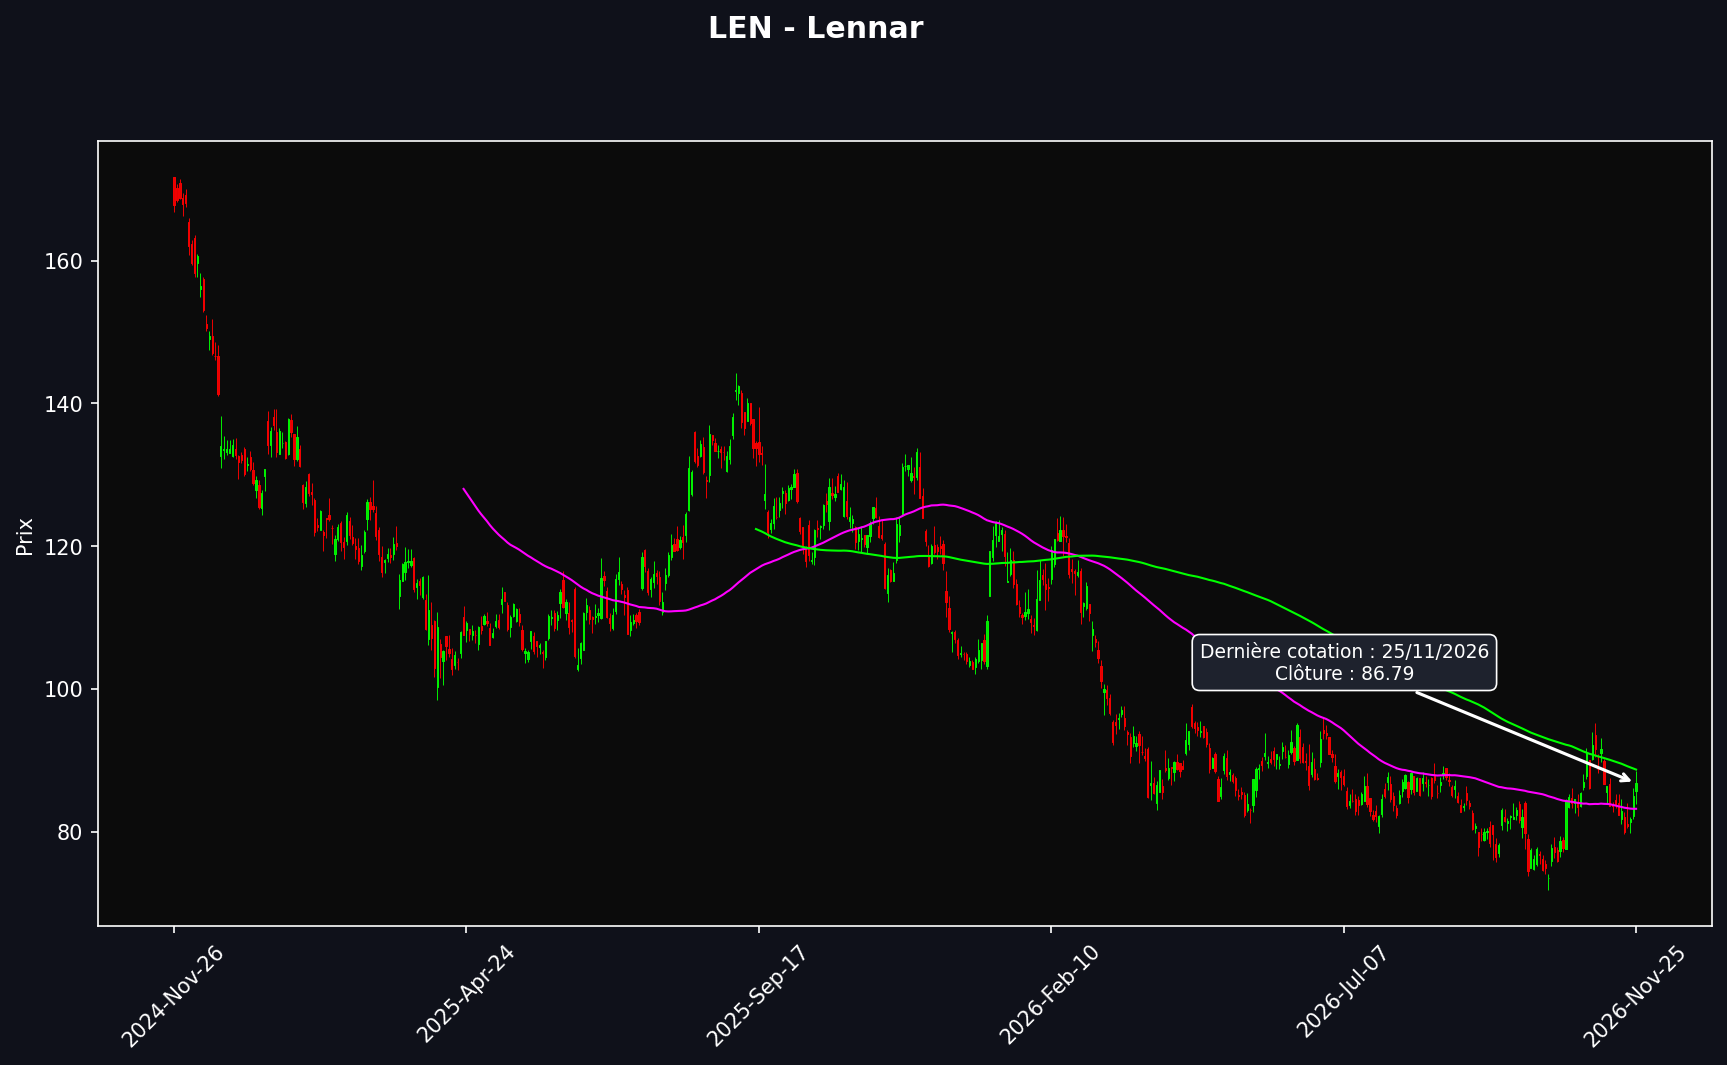 LEN - Lennar
Prix
160
140
120
100
80
Dernière cotation : 25/11/2026
Clôture : 86.79
2024-Nov-26
2025-Apr-24
2025-Sep-17
2026-Feb-10
2026-Jul-07
2026-Nov-25